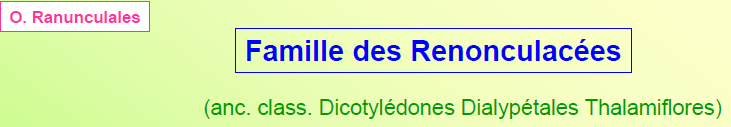 O. Ranunculales
Famille des Renonculacées
(anc. class. Dicotylédones Dialypétales Thalamiflores)